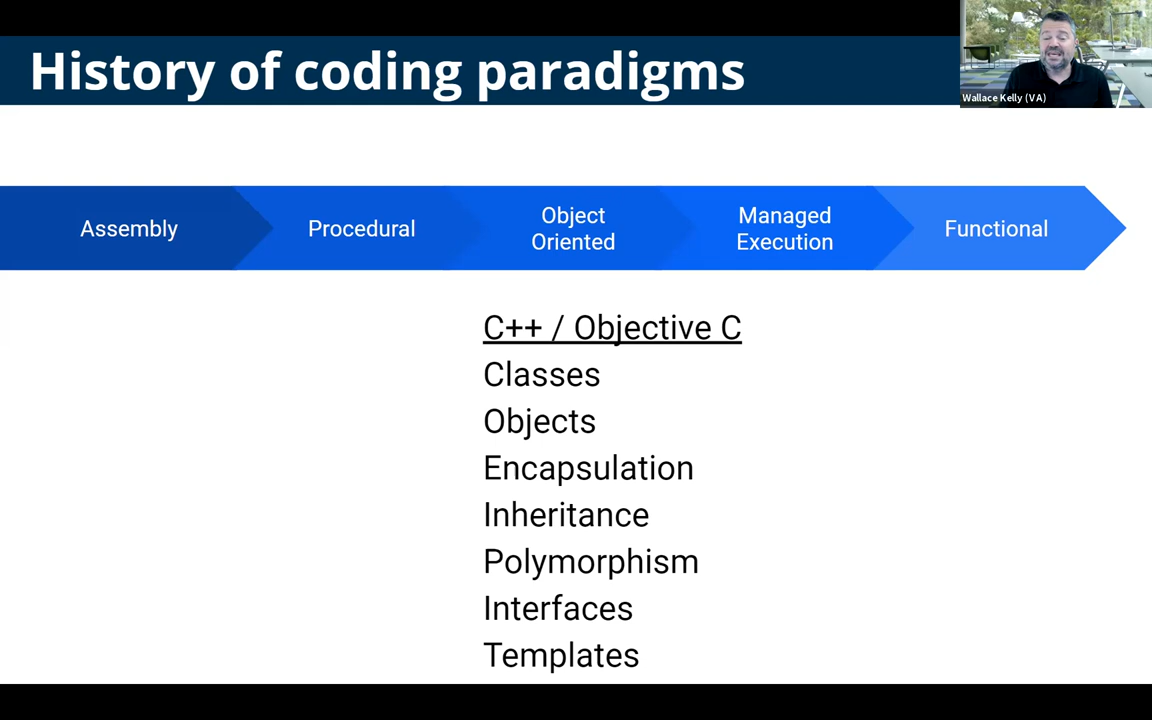 History of coding paradigms
Wallace Kelly (VA)
Assembly
Procedural
Object
Oriented
Managed
Execution
Functional
C++ / Objective C
Classes
Objects
Encapsulation
Inheritance
Polymorphism
Interfaces
Templates